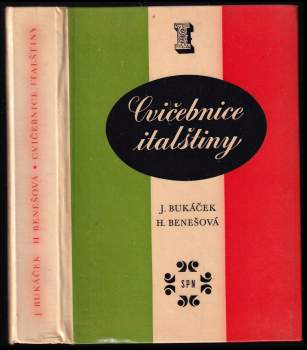 J. BUKÁČEK H. BENEŠOVÁ • CVIČEBNICE ITALŠTINY
I
Cvičebnice
italštiny
J. BUKÁČEK
H. BENEŠOVÁ
SPN